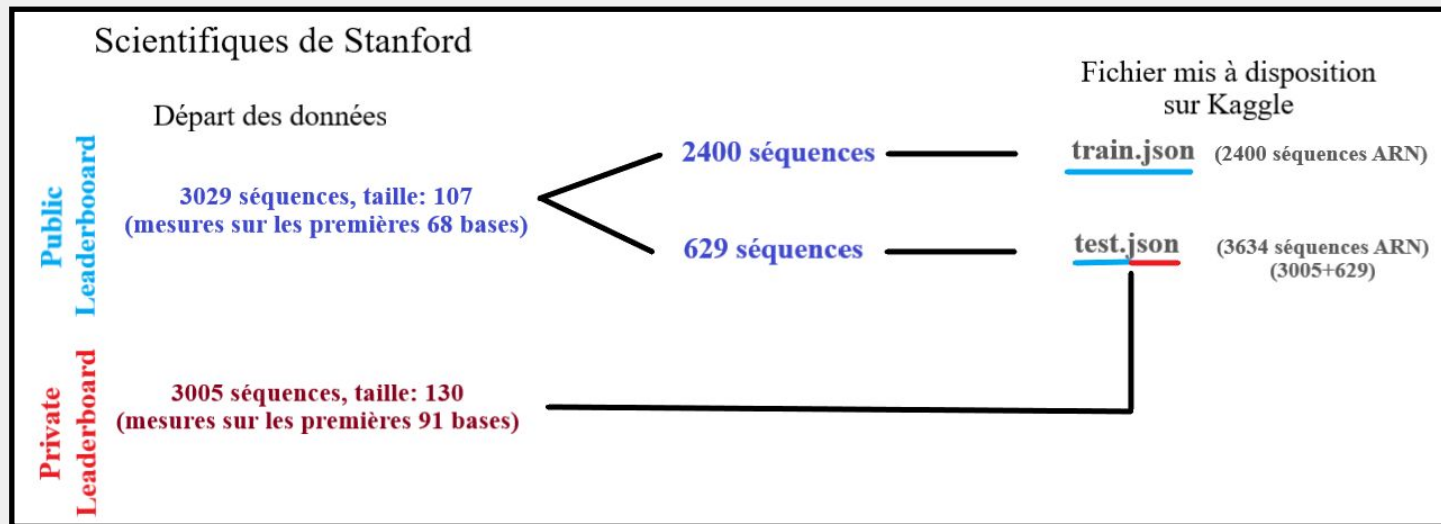 Scientifiques de Stanford
Fichier mis à disposition
sur Kaggle
Départ des données
Public
Leaderbooard
3029 séquences, taille: 107
(mesures sur les premières 68 bases)
2400 séquences
train.json (2400 séquences ARN)
629 séquences
test.json (3634 séquences ARN)
(3005+629)
Private
Leaderboard
3005 séquences, taille: 130
(mesures sur les premières 91 bases)